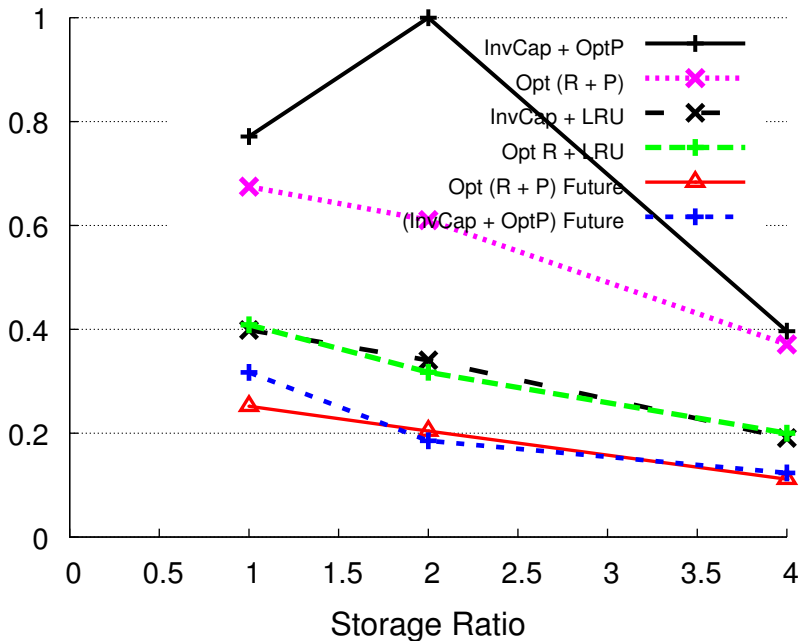 1
0.8
0.6
0.4
0.2
0
InvCap + OptP
Opt (R + P)
InvCap + LRU
Opt R + LRU
Opt (R + P) Future
(InvCap + OptP) Future
0 0.5 1 1.5 2 2.5 3 3.5 4
Storage Ratio